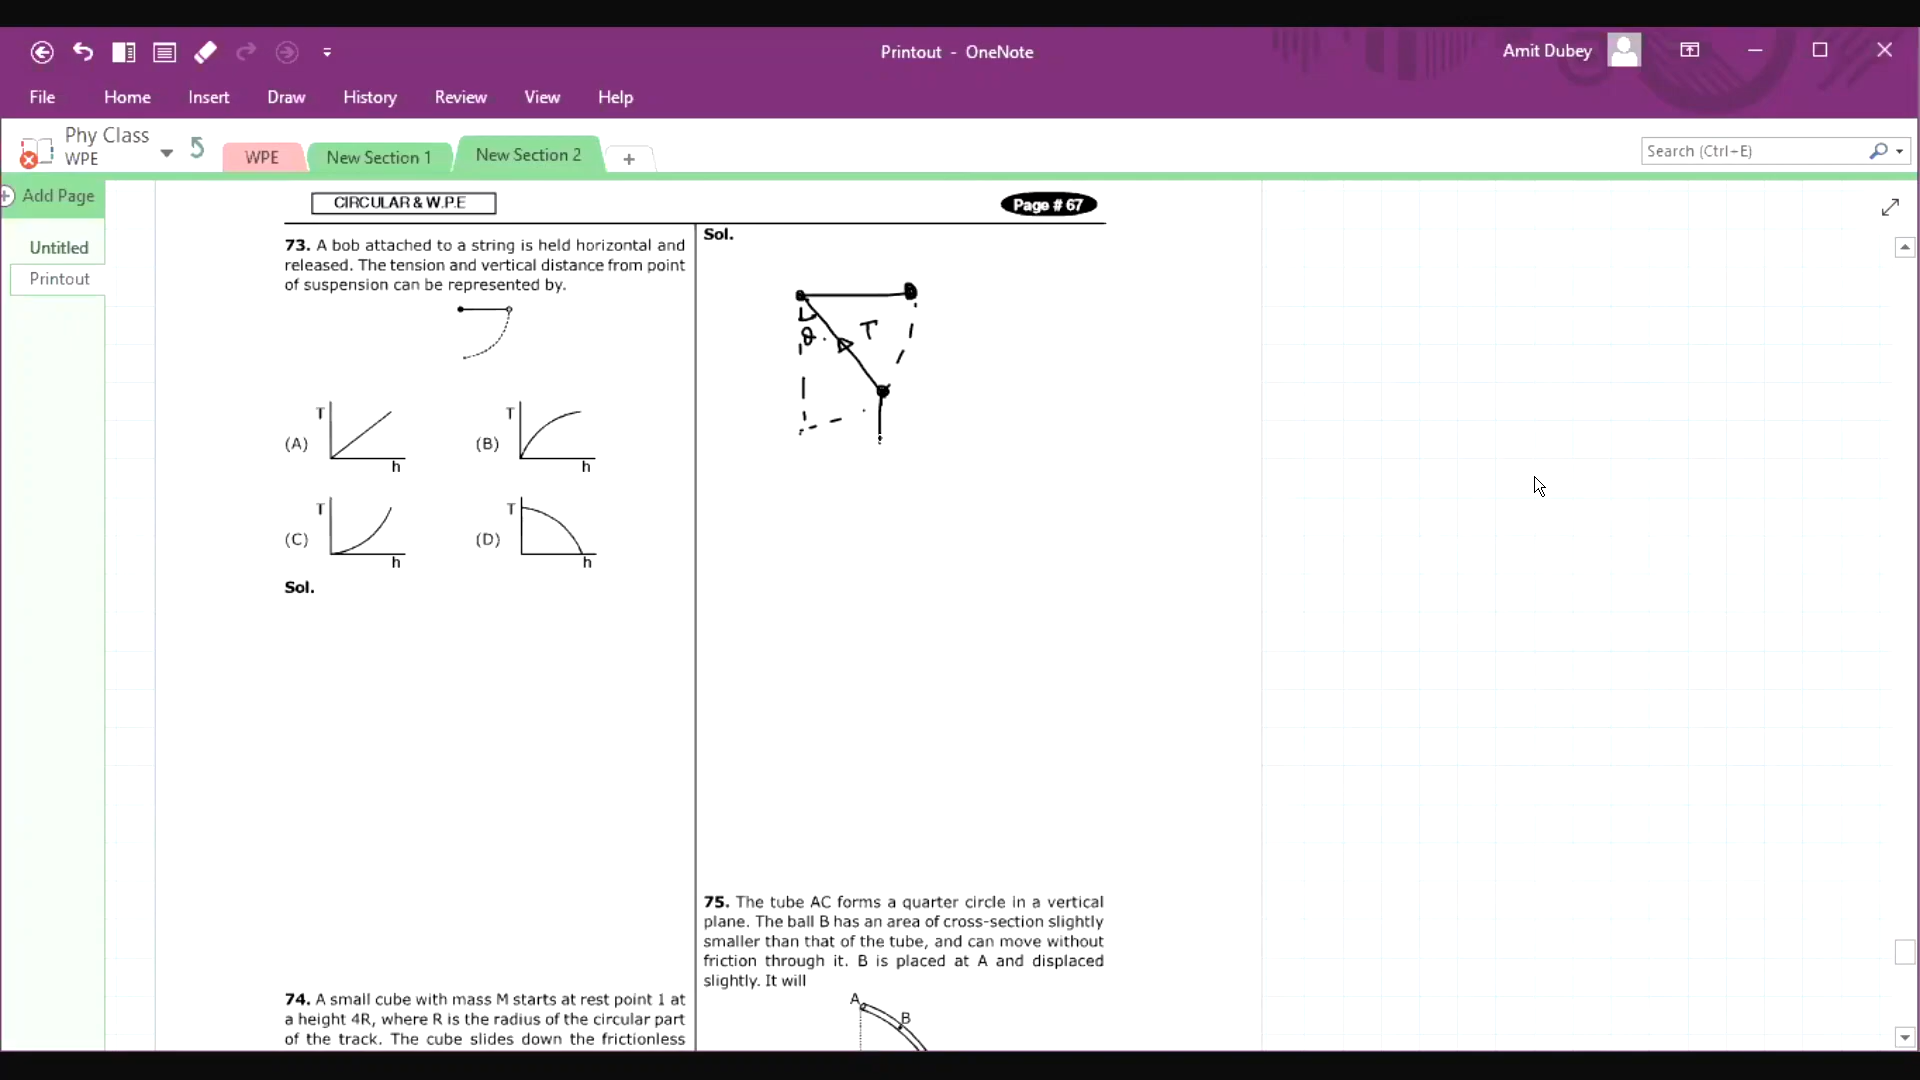 Printout - OneNote
Amit Dubey
File Home Insert Draw History Review View Help
Phy Class
WPE
WPE
New Section 1
New Section 2
Search (Ctrl+E)
Add Page
Untitled
Printout
CIRCULAR & W.P.E
Page # 67
73. A bob attached to a string is held horizontal and
released. The tension and vertical distance from point
of suspension can be represented by.
(A) T h
(B) T h
(C) T h
(D) T h
Sol.
74. A small cube with mass M starts at rest point 1 at
a height 4R, where R is the radius of the circular part
of the track. The cube slides down the frictionless
Sol.
θ T
75. The tube AC forms a quarter circle in a vertical
plane. The ball B has an area of cross-section slightly
smaller than that of the tube, and can move without
friction through it. B is placed at A and displaced
slightly. It will
A
B